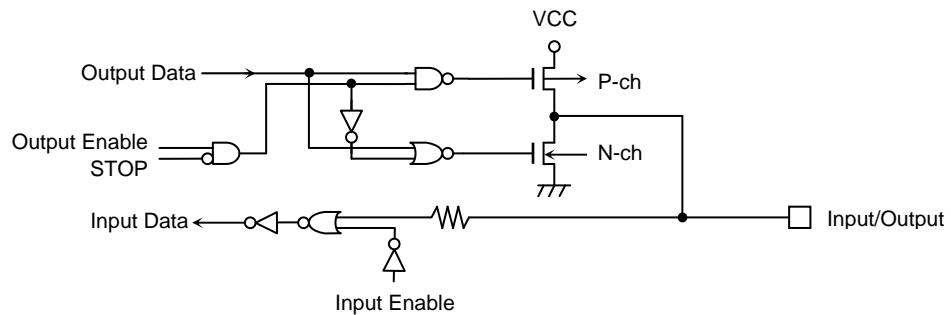 VCC
Output Data
P-ch
Output Enable
STOP
N-ch
Input Data
Input/Output
Input Enable